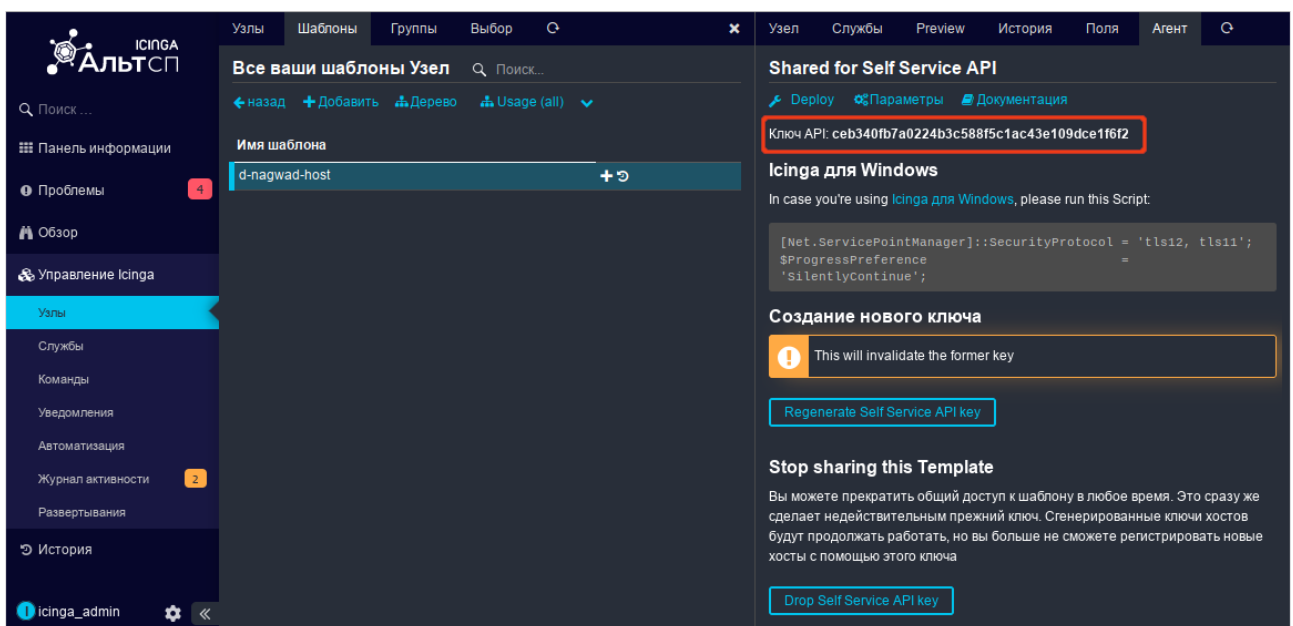 ICINGA
АЛЬТСП
Поиск ...
Панель информации
Проблемы 4
Обзор
Управление Icinga
Узлы
Службы
Команды
Уведомления
Автоматизация
Журнал активности 2
Развертывания
История
icinga_admin
Узлы Шаблоны Группы Выбор
Все ваши шаблоны Узел Поиск...
назад Добавить Дерево Usage (all)
Имя шаблона
d-nagwad-host
Узел Службы Preview История Поля Агент
Shared for Self Service API
Deploy Параметры Документация
Ключ API: ceb340fb7a0224b3c588f5c1ac43e109dce1f6f2
Icinga для Windows
In case you're using Icinga для Windows, please run this Script:
[Net.ServicePointManager]::SecurityProtocol = 'tls12, tls11';
$ProgressPreference =
'SilentlyContinue';
Создание нового ключа
This will invalidate the former key
Regenerate Self Service API key
Stop sharing this Template
Вы можете прекратить общий доступ к шаблону в любое время. Это сразу же
сделает недействительным прежний ключ. Сгенерированные ключи хостов
будут продолжать работать, но вы больше не сможете регистрировать новые
хосты с помощью этого ключа
Drop Self Service API key